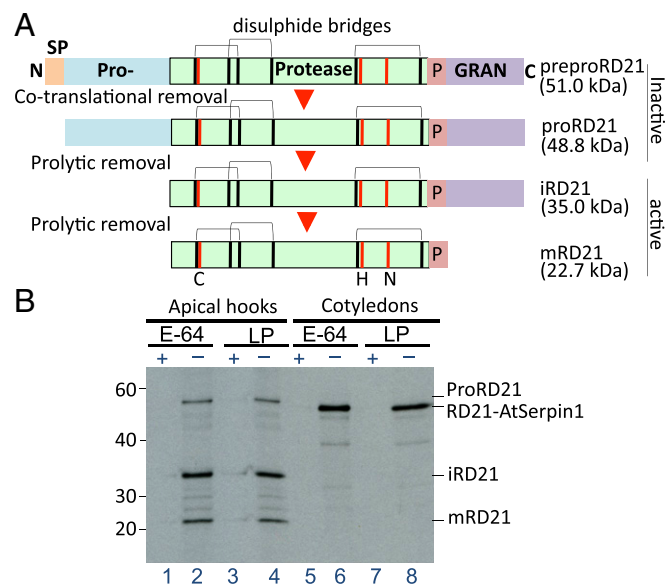 A
disulphide bridges
SP
N Pro- Protease P GRAN C preproRD21
(51.0 kDa)
Co-translational removal
proRD21
(48.8 kDa)
P
Inactive
Prolytic removal
P
iRD21
(35.0 kDa)
Prolytic removal
P
mRD21
(22.7 kDa)
active
C H N
B
Apical hooks Cotyledons
E-64 LP E-64 LP
+ − + − + − + −
60
40
30
20
ProRD21
RD21-AtSerpin1
iRD21
mRD21
1 2 3 4 5 6 7 8